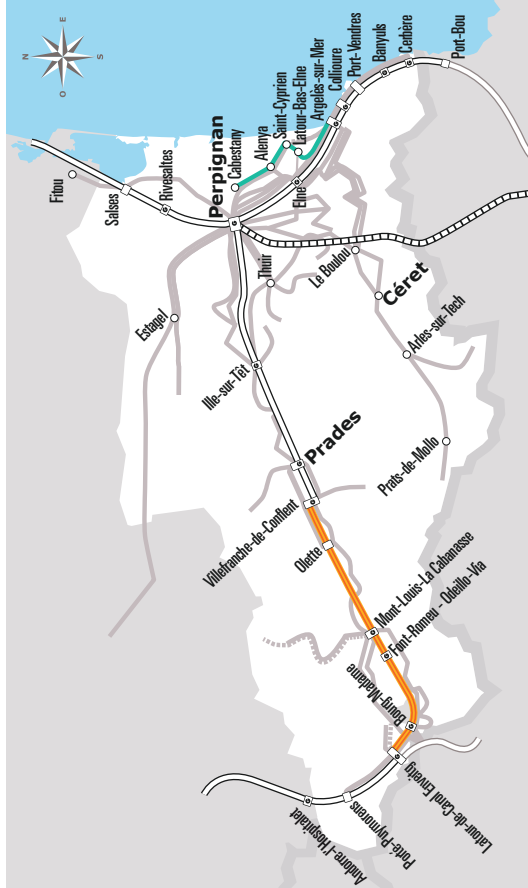 N
S
E
O
Fitou
Salses
Rivesaltes
Perpignan
Cabestany
Alenya
Saint-Cyprien
Latour-Bas-Elne
Argelès-sur-Mer
Collioure
Port-Vendres
Banyuls
Cerbère
Port-Bou
Elne
Estagel
Thuir
Le Boulou
Céret
Arles-sur-Tech
Prats-de-Mollo
Ille-sur-Têt
Prades
Villefranche-de-Conflent
Olette
Mont-Louis-La Cabanasse
Font-Romeu - Odeillo-Via
Bourg-Madame
Latour-de-Carol Enveitg
Porté-Puymorens
Andorre-l'Hospitalet